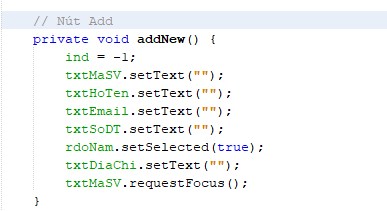 // Nút Add
private void addNew() {
ind = -1;
txtMaSV.setText("");
txtHoTen.setText("");
txtEmail.setText("");
txtSoDT.setText("");
rdoNam.setSelected(true);
txtDiaChi.setText("");
txtMaSV.requestFocus();
}